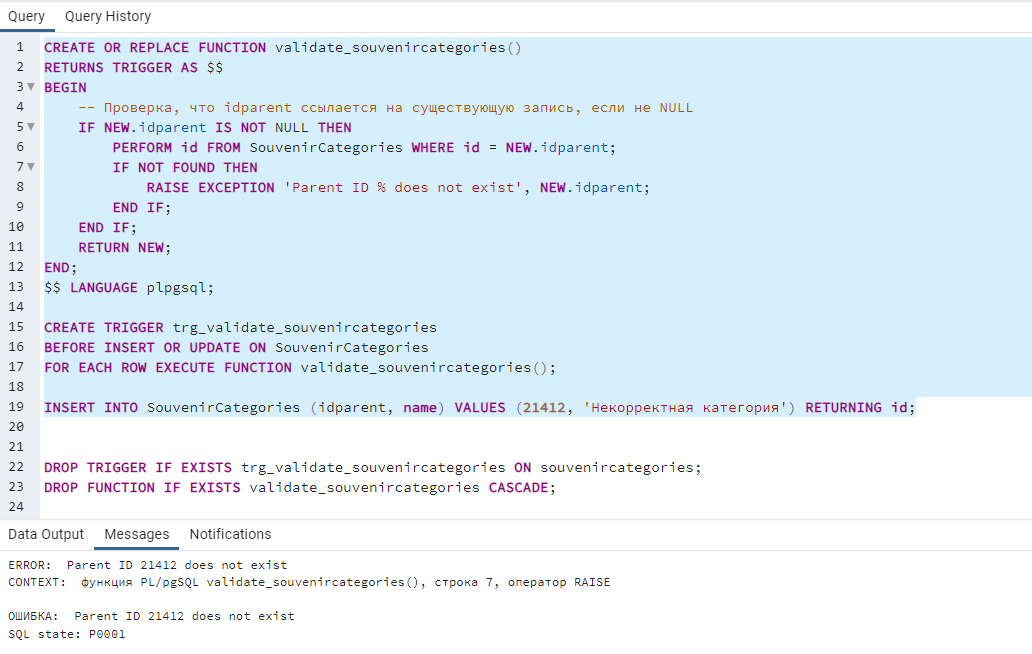 Query Query History
1 CREATE OR REPLACE FUNCTION validate_souvenircategories()
2 RETURNS TRIGGER AS $$
3 BEGIN
4 -- Проверка, что idparent ссылается на существующую запись, если не NULL
5 IF NEW.idparent IS NOT NULL THEN
6 PERFORM id FROM SouvenirCategories WHERE id = NEW.idparent;
7 IF NOT FOUND THEN
8 RAISE EXCEPTION 'Parent ID % does not exist', NEW.idparent;
9 END IF;
10 END IF;
11 RETURN NEW;
12 END;
13 $$ LANGUAGE plpgsql;
14
15 CREATE TRIGGER trg_validate_souvenircategories
16 BEFORE INSERT OR UPDATE ON SouvenirCategories
17 FOR EACH ROW EXECUTE FUNCTION validate_souvenircategories();
18
19 INSERT INTO SouvenirCategories (idparent, name) VALUES (21412, 'Некорректная категория') RETURNING id;
20
21
22 DROP TRIGGER IF EXISTS trg_validate_souvenircategories ON souvenircategories;
23 DROP FUNCTION IF EXISTS validate_souvenircategories CASCADE;
24
Data Output Messages Notifications
ERROR: Parent ID 21412 does not exist
CONTEXT: функция PL/pgSQL validate_souvenircategories(), строка 7, оператор RAISE
ОШИБКА: Parent ID 21412 does not exist
SQL state: P0001